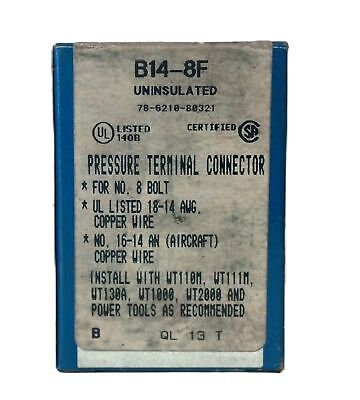 B14-8F
UNINSULATED
78-6210-80321
UL LISTED 140B CERTIFIED SA
PRESSURE TERMINAL CONNECTOR
* FOR NO. 8 BOLT
* UL LISTED 18-14 AWG.
COPPER WIRE
* NO. 16-14 AN (AIRCRAFT)
COPPER WIRE
INSTALL WITH WT110M, WT111M,
WT130A, WT1000, WT2000 AND
POWER TOOLS AS RECOMMENDED
B QL 13 T